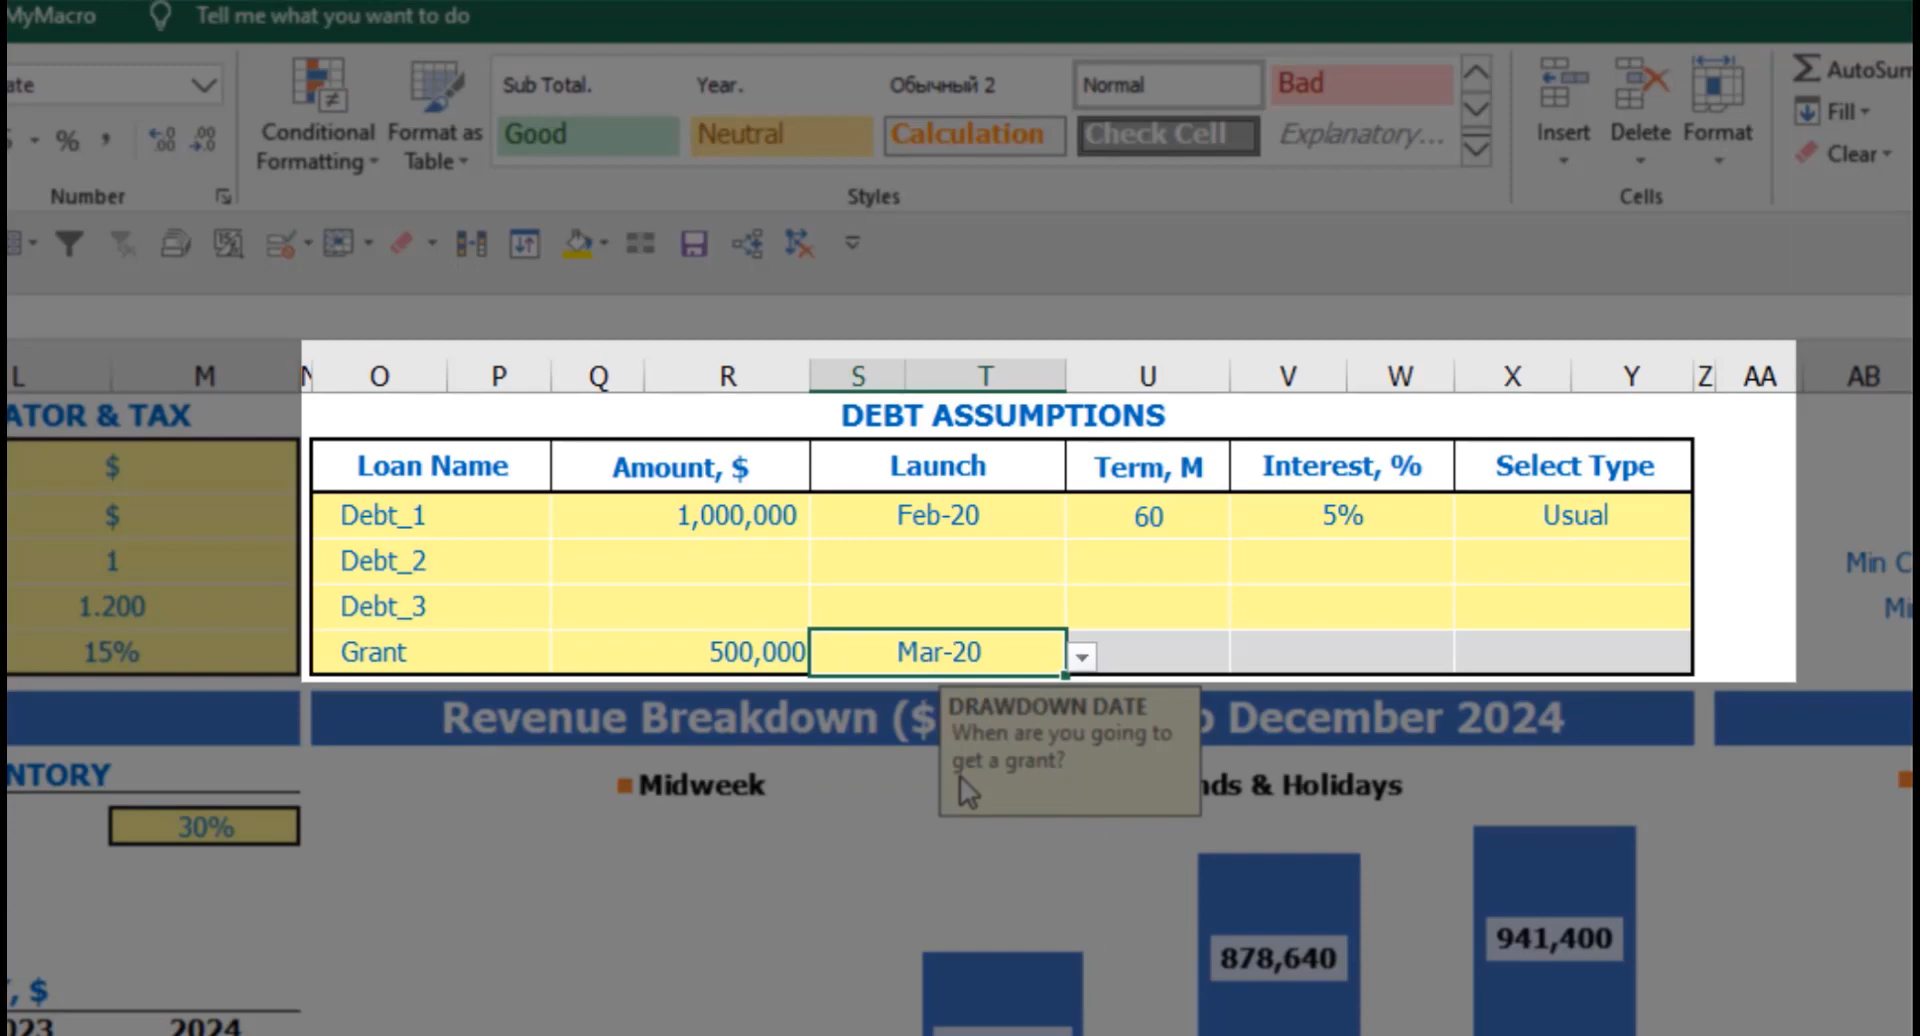 MyMacro Tell me what you want to do
Sub Total. Year. Обычный 2 Normal Bad
% , Conditional Formatting Format as Table Good Neutral Calculation Check Cell Explanatory... Insert Delete Format
AutoSum
Fill
Clear
Number Styles Cells
L M N O P Q R S T U V W X Y Z AA AB
ATOR & TAX DEBT ASSUMPTIONS
$ Loan Name Amount, $ Launch Term, M Interest, % Select Type
$ Debt_1 1,000,000 Feb-20 60 5% Usual
1 Debt_2 Min C
1.200 Debt_3
15% Grant 500,000 Mar-20
Revenue Breakdown ($ December 2024
DRAWDOWN DATE
When are you going to
get a grant?
NTORY
Midweek nds & Holidays
30%
878,640 941,400
, $
023 2024